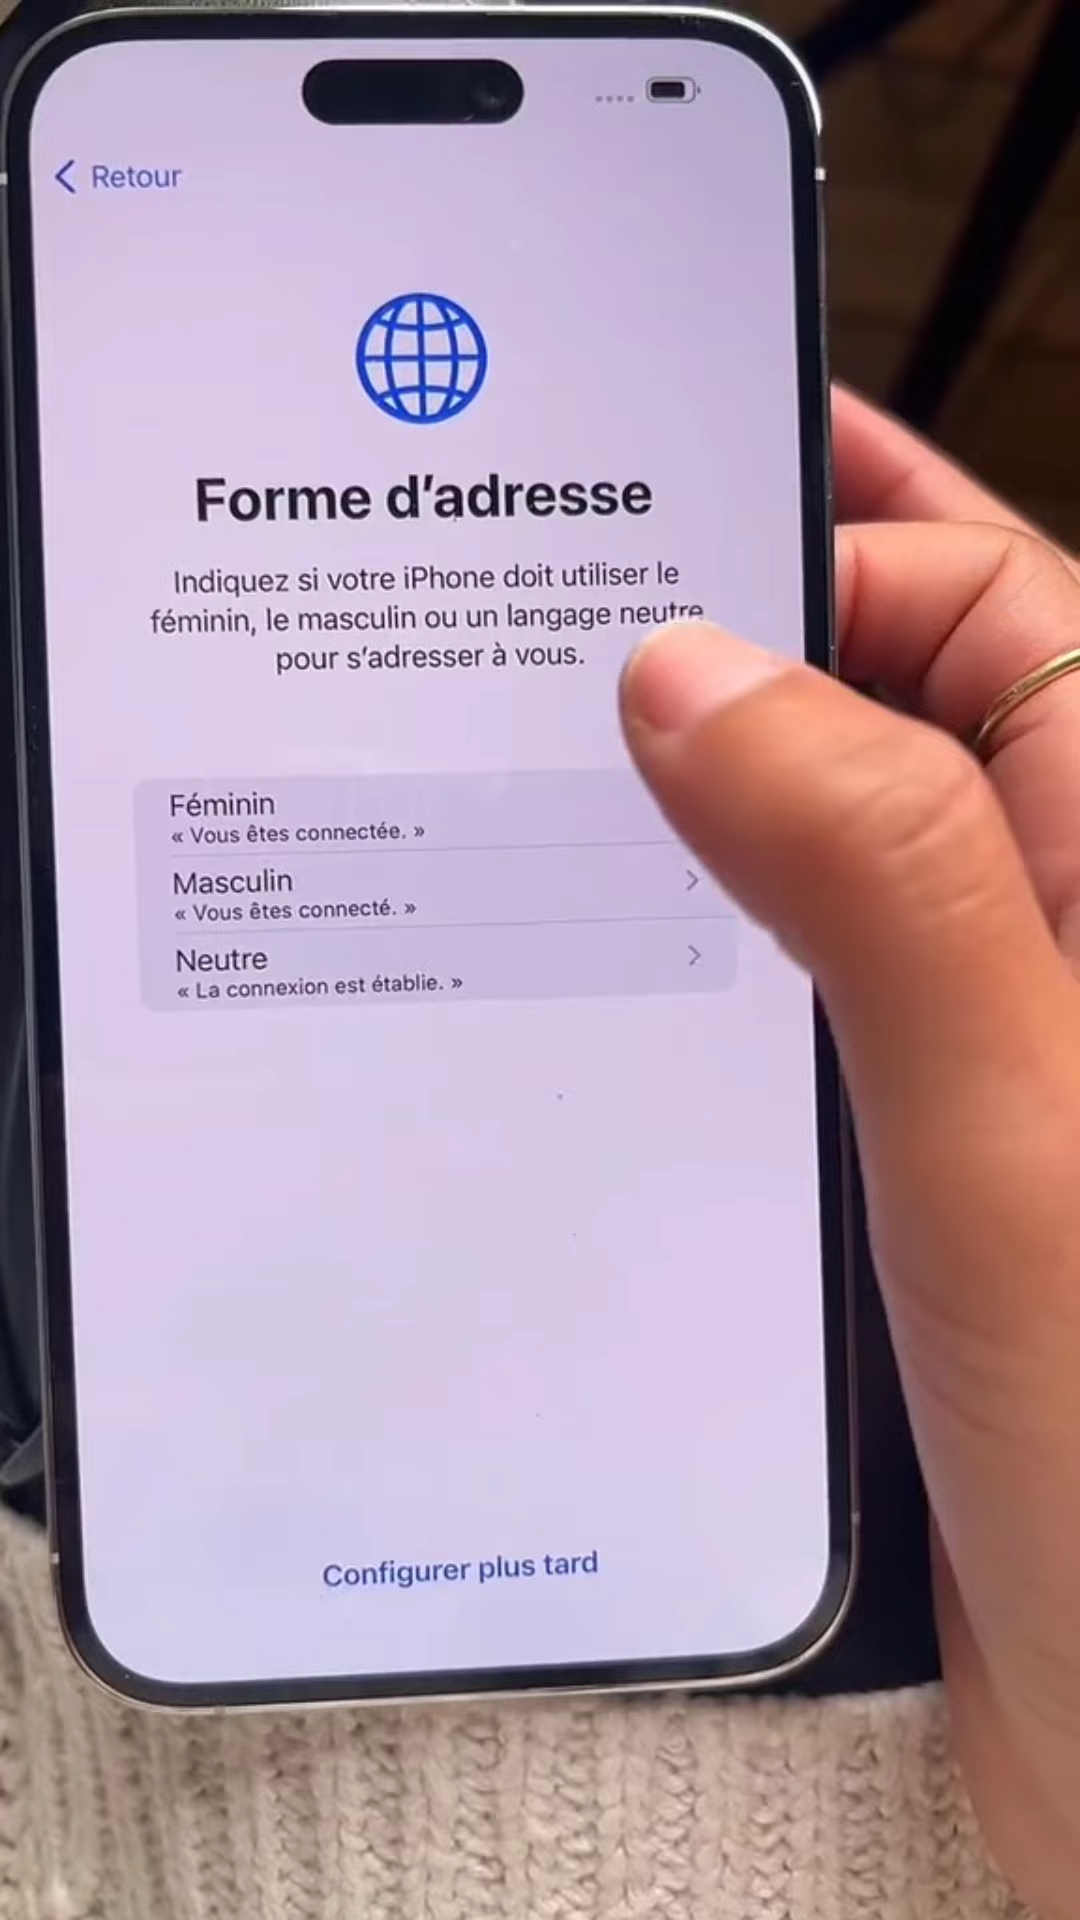 Retour
Forme d’adresse
Indiquez si votre iPhone doit utiliser le
féminin, le masculin ou un langage neutre
pour s’adresser à vous.
Féminin
« Vous êtes connectée. »
Masculin
« Vous êtes connecté. »
Neutre
« La connexion est établie. »
Configurer plus tard